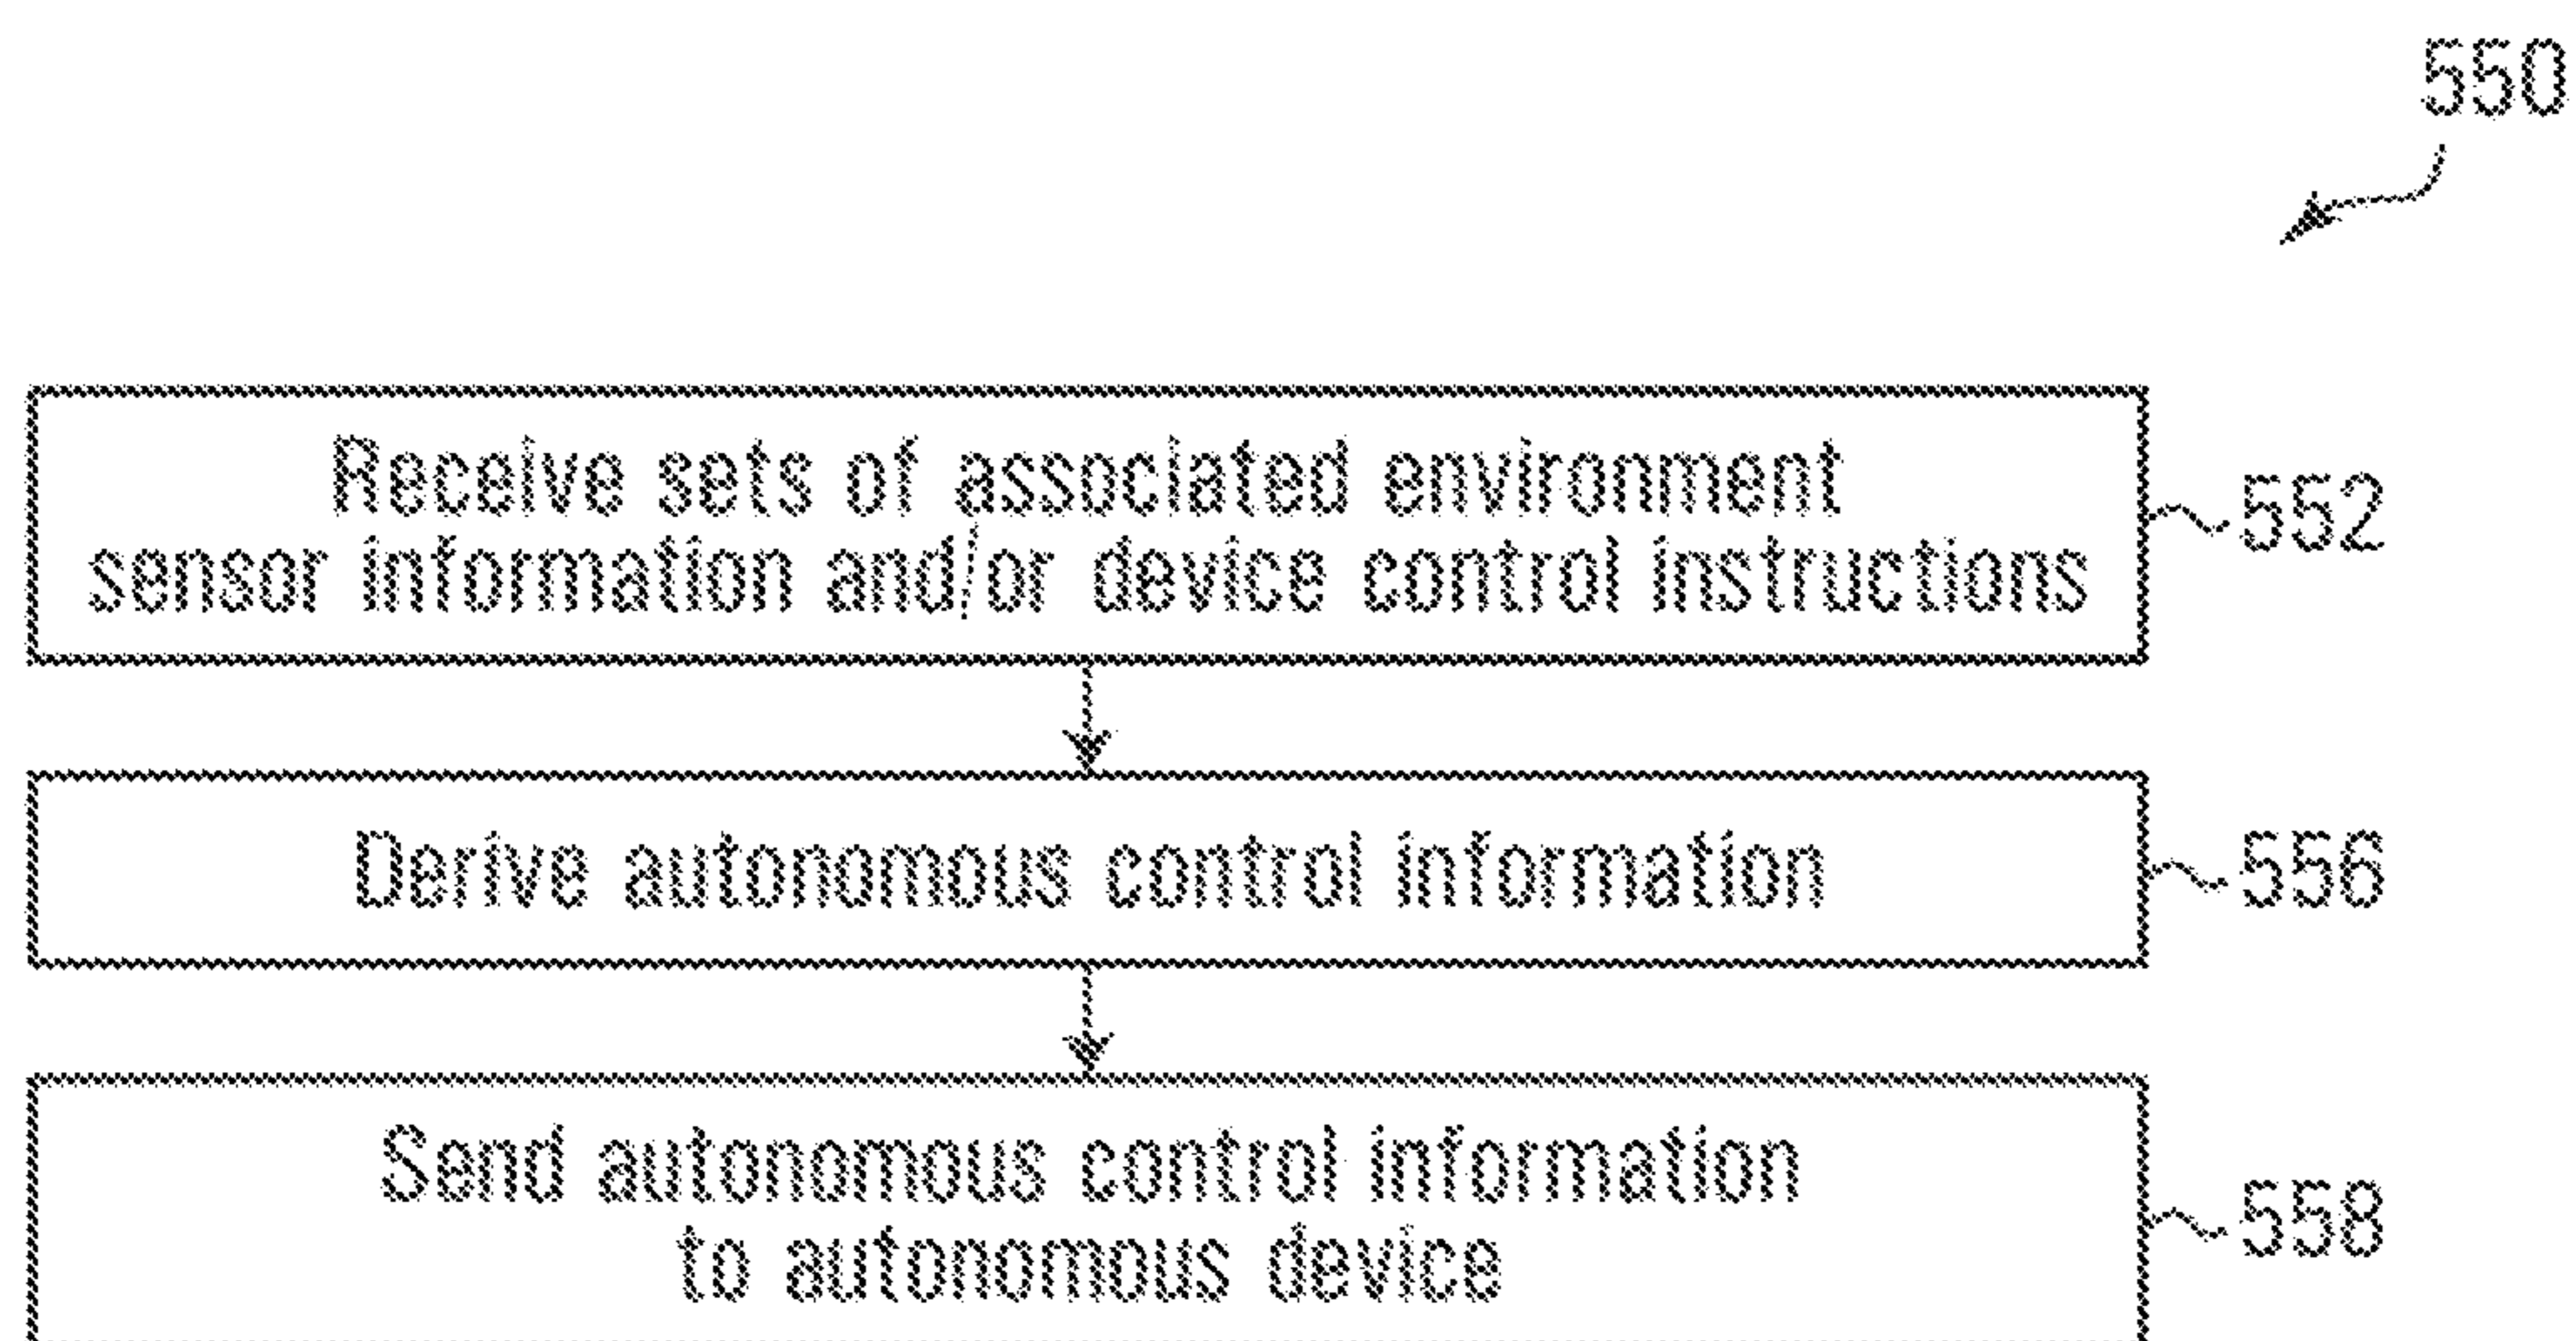 550
Receive sets of associated environment
sensor information and/or device control instructions
552
Derive autonomous control information
556
Send autonomous control information
to autonomous device
558